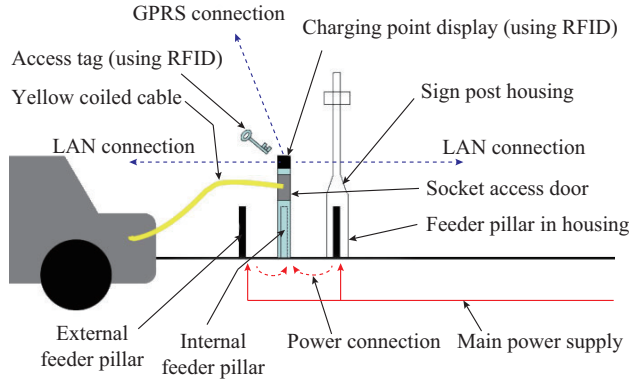 GPRS connection
Charging point display (using RFID)
Access tag (using RFID)
Yellow coiled cable
Sign post housing
LAN connection
LAN connection
Socket access door
Feeder pillar in housing
External
feeder pillar
Internal
feeder pillar
Power connection
Main power supply